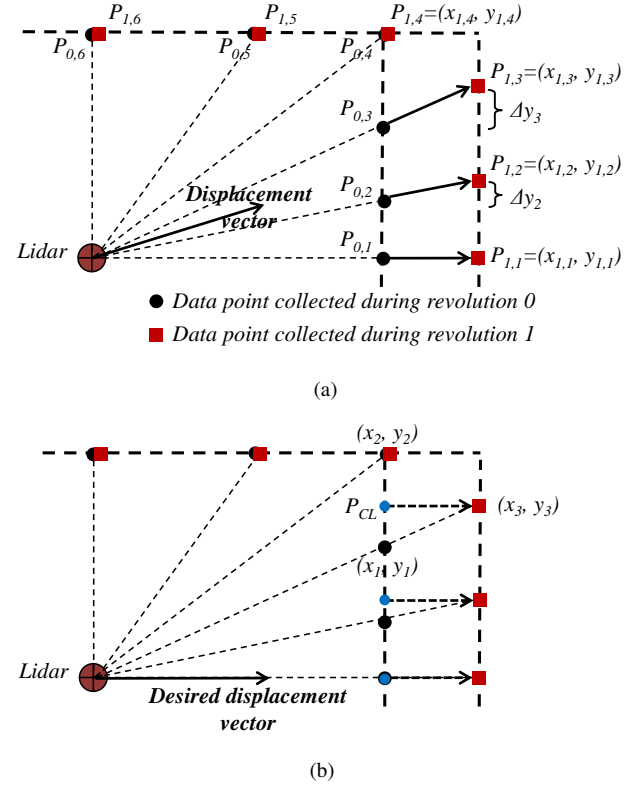 P1,6
P1,5
P1,4=(x1,4, y1,4)
P0,6
P0,5
P0,4
P1,3=(x1,3, y1,3)
P0,3
Δy3
P1,2=(x1,2, y1,2)
P0,2
Δy2
Displacement
vector
Lidar
P0,1
P1,1=(x1,1, y1,1)
Data point collected during revolution 0
Data point collected during revolution 1
(a)
(x2, y2)
PCL
(x3, y3)
(x1, y1)
Lidar
Desired displacement
vector
(b)